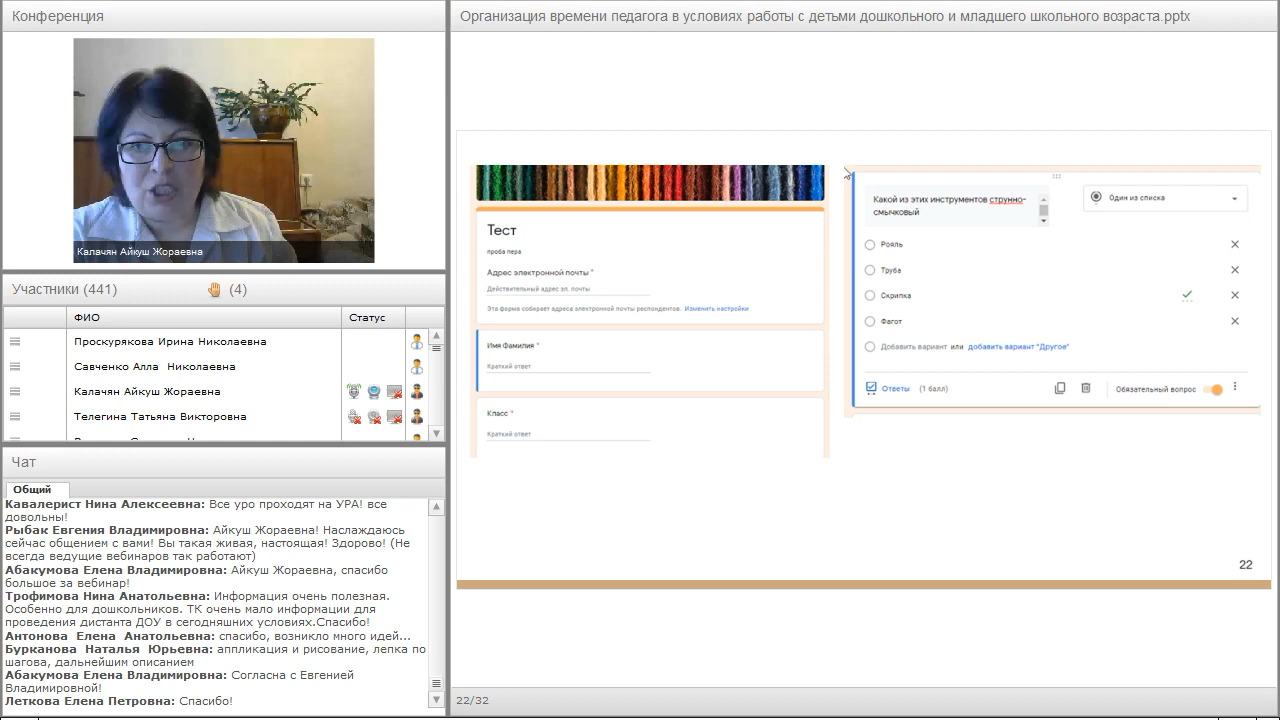 Конференция
Калачян Айкуш Жораевна
Участники (441)
(4)
ФИО
Статус
Проскурякова Ирина Николаевна
Савченко Алла Николаевна
Калачян Айкуш Жораевна
Телегина Татьяна Викторовна
Чат
Общий
Кавалерист Нина Алексеевна: Все уро проходят на УРА! все
довольны!
Рыбак Евгения Владимировна: Айкуш Жораевна! Наслаждаюсь
сейчас общением с вами! Вы такая живая, настоящая! Здорово! (Не
всегда ведущие вебинаров так работают)
Абакумова Елена Владимировна: Айкуш Жораевна, спасибо
большое за вебинар!
Трофимова Нина Анатольевна: Информация очень полезная.
Особенно для дошкольников. ТК очень мало информации для
проведения дистанта ДОУ в сегодняшних условиях.Спасибо!
Антонова Елена Анатольевна: спасибо, возникло много идей...
Бурканова Наталья Юрьевна: аппликация и рисование, лепка по
шагова, дальнейшим описанием
Абакумова Елена Владимировна: Согласна с Евгенией
Владимировной!
Леткова Елена Петровна: Спасибо!
Организация времени педагога в условиях работы с детьми дошкольного и младшего школьного возраста.pptx
Тест
проба пера
Адрес электронной почты *
Действительный адрес эл. почты
Эта форма собирает адреса электронной почты респондентов. Изменить настройки
Имя Фамилия *
Краткий ответ
Класс *
Краткий ответ
Какой из этих инструментов струнно-
смычковый
Один из списка
Рояль
Труба
Скрипка
Фагот
Добавить вариант или добавить вариант "Другое"
Ответы (1 балл)
Обязательный вопрос
22
22/32